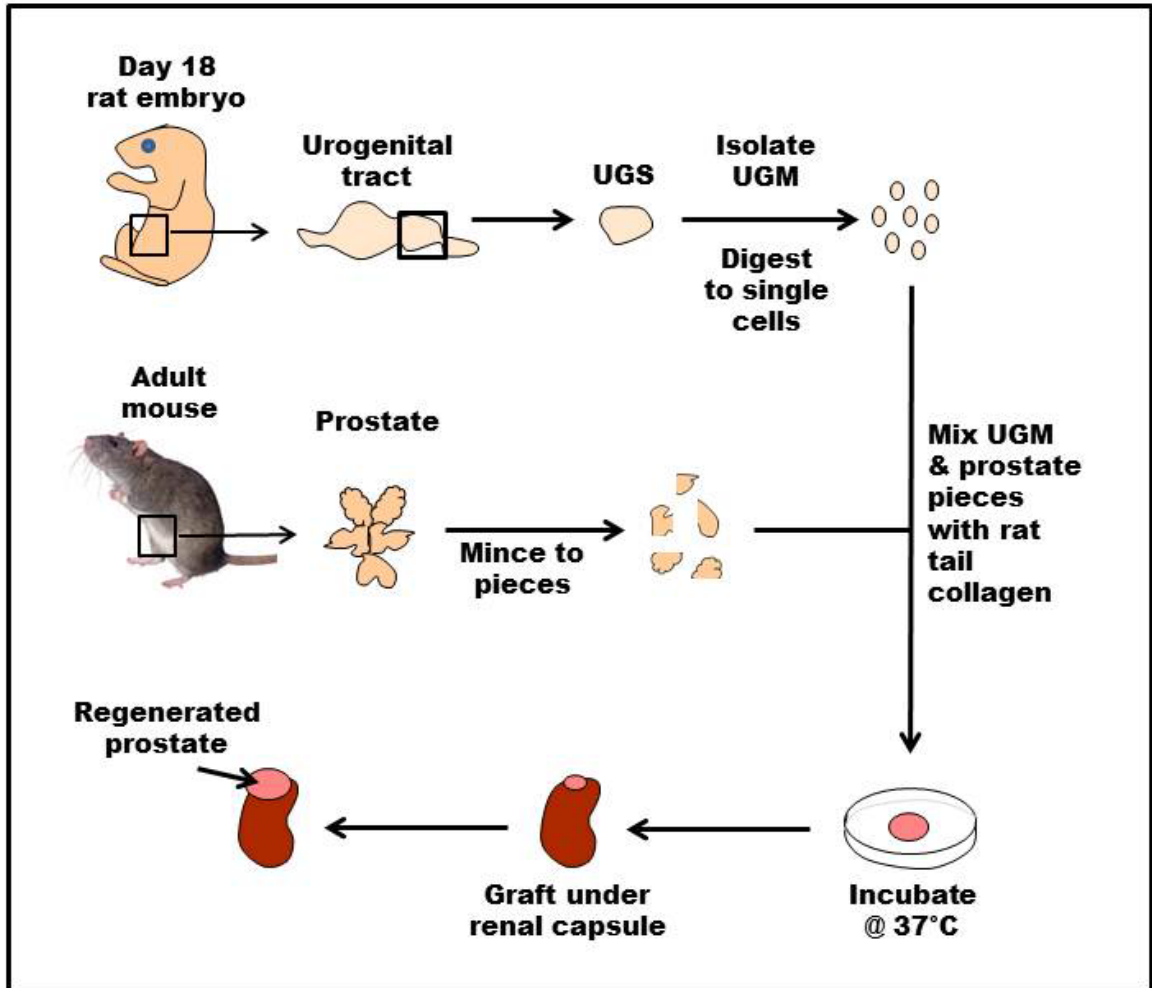 Day 18
rat embryo
Urogenital
tract
UGS
Isolate
UGM
Digest
to single
cells
Adult
mouse
Prostate
Mince to
pieces
Mix UGM
& prostate
pieces
with rat
tail
collagen
Regenerated
prostate
Graft under
renal capsule
Incubate
@ 37°C